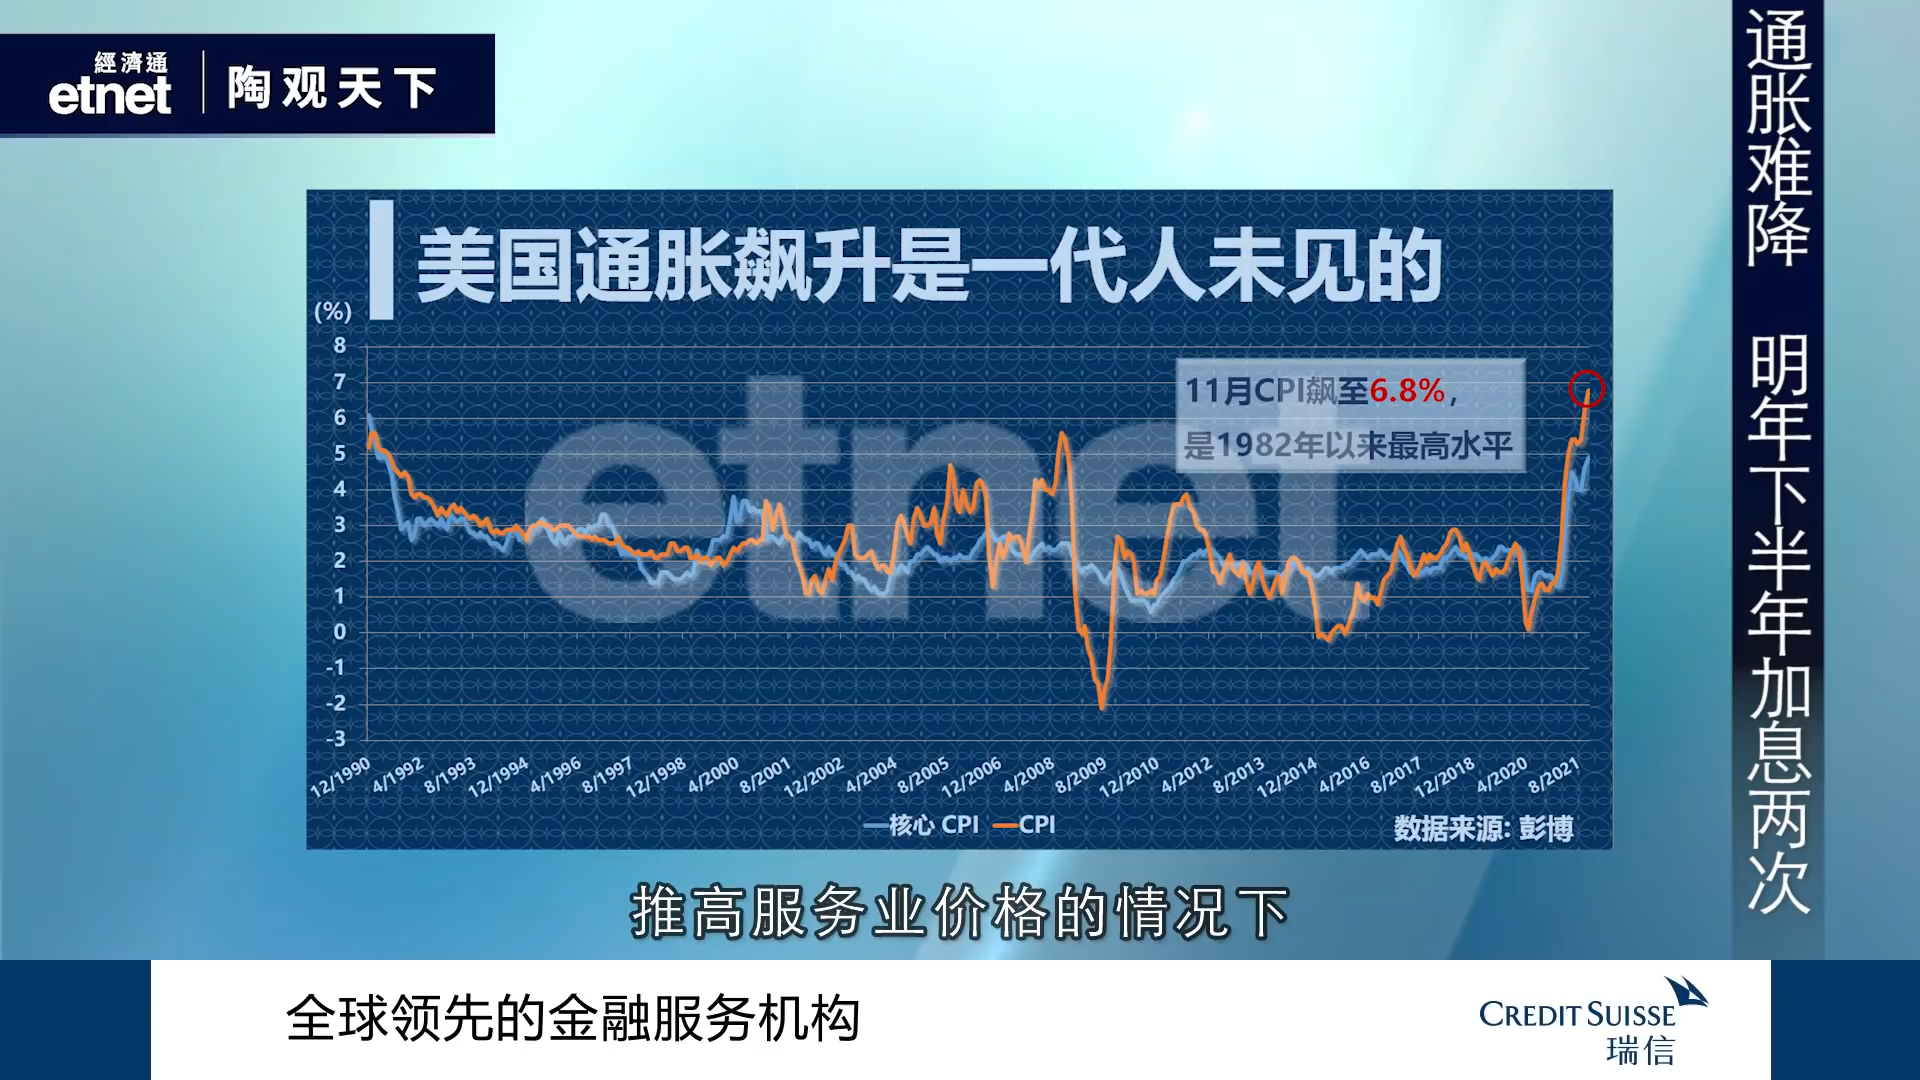 經濟通
etnet
陶观天下
通胀难降 明年下半年加息两次
美国通胀飙升是一代人未见的
(%)
8
7
6
5
4
3
2
1
0
-1
-2
-3
11月CPI飙至6.8%，
是1982年以来最高水平
etnet
12/1990 4/1992 8/1993 12/1994 4/1996 8/1997 12/1998 4/2000 8/2001 12/2002 4/2004 8/2005 12/2006 4/2008 8/2009 12/2010 4/2012 8/2013 12/2014 4/2016 8/2017 12/2018 4/2020 8/2021
核心 CPI CPI
数据来源: 彭博
推高服务业价格的情况下
全球领先的金融服务机构
CREDIT SUISSE
瑞信